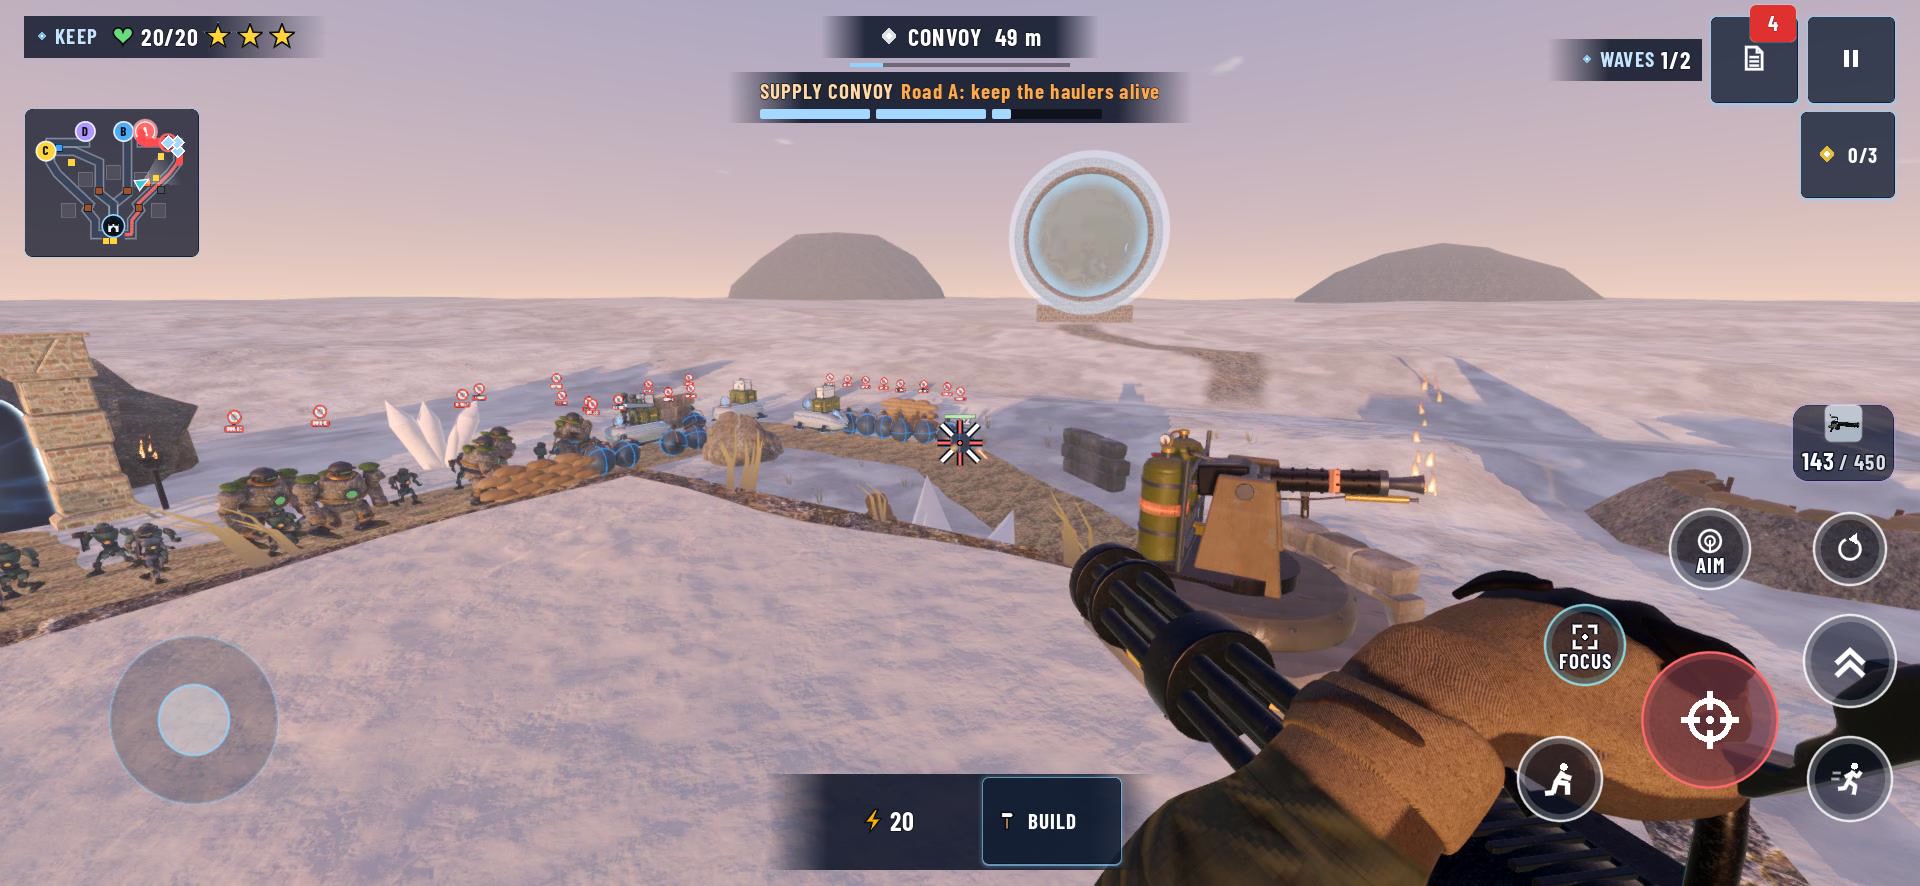 KEEP 20/20
CONVOY 49 m
SUPPLY CONVOY Road A: keep the haulers alive
WAVES 1/2
4
0/3
D
B
C
143 / 450
AIM
FOCUS
20
BUILD